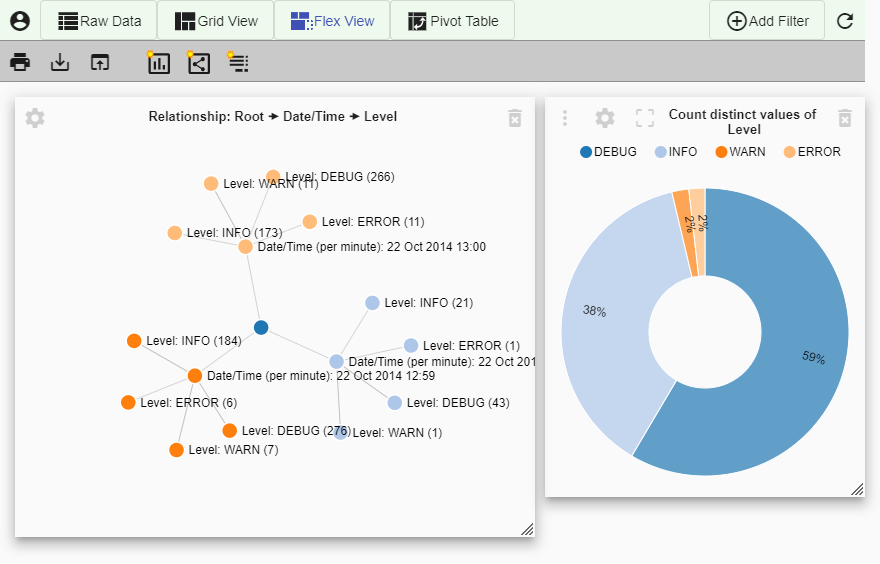 Raw Data
Grid View
Flex View
Pivot Table
Add Filter
Relationship: Root → Date/Time → Level
Level: DEBUG (266)
Level: WARN (11)
Level: ERROR (11)
Level: INFO (173)
Date/Time (per minute): 22 Oct 2014 13:00
Level: INFO (21)
Level: INFO (184)
Level: ERROR (1)
Date/Time (per minute): 22 Oct 201
Date/Time (per minute): 22 Oct 2014 12:59
Level: ERROR (6)
Level: DEBUG (43)
Level: DEBUG (276)
Level: WARN (1)
Level: WARN (7)
Count distinct values of
Level
DEBUG
INFO
WARN
ERROR
2%
2%
38%
59%